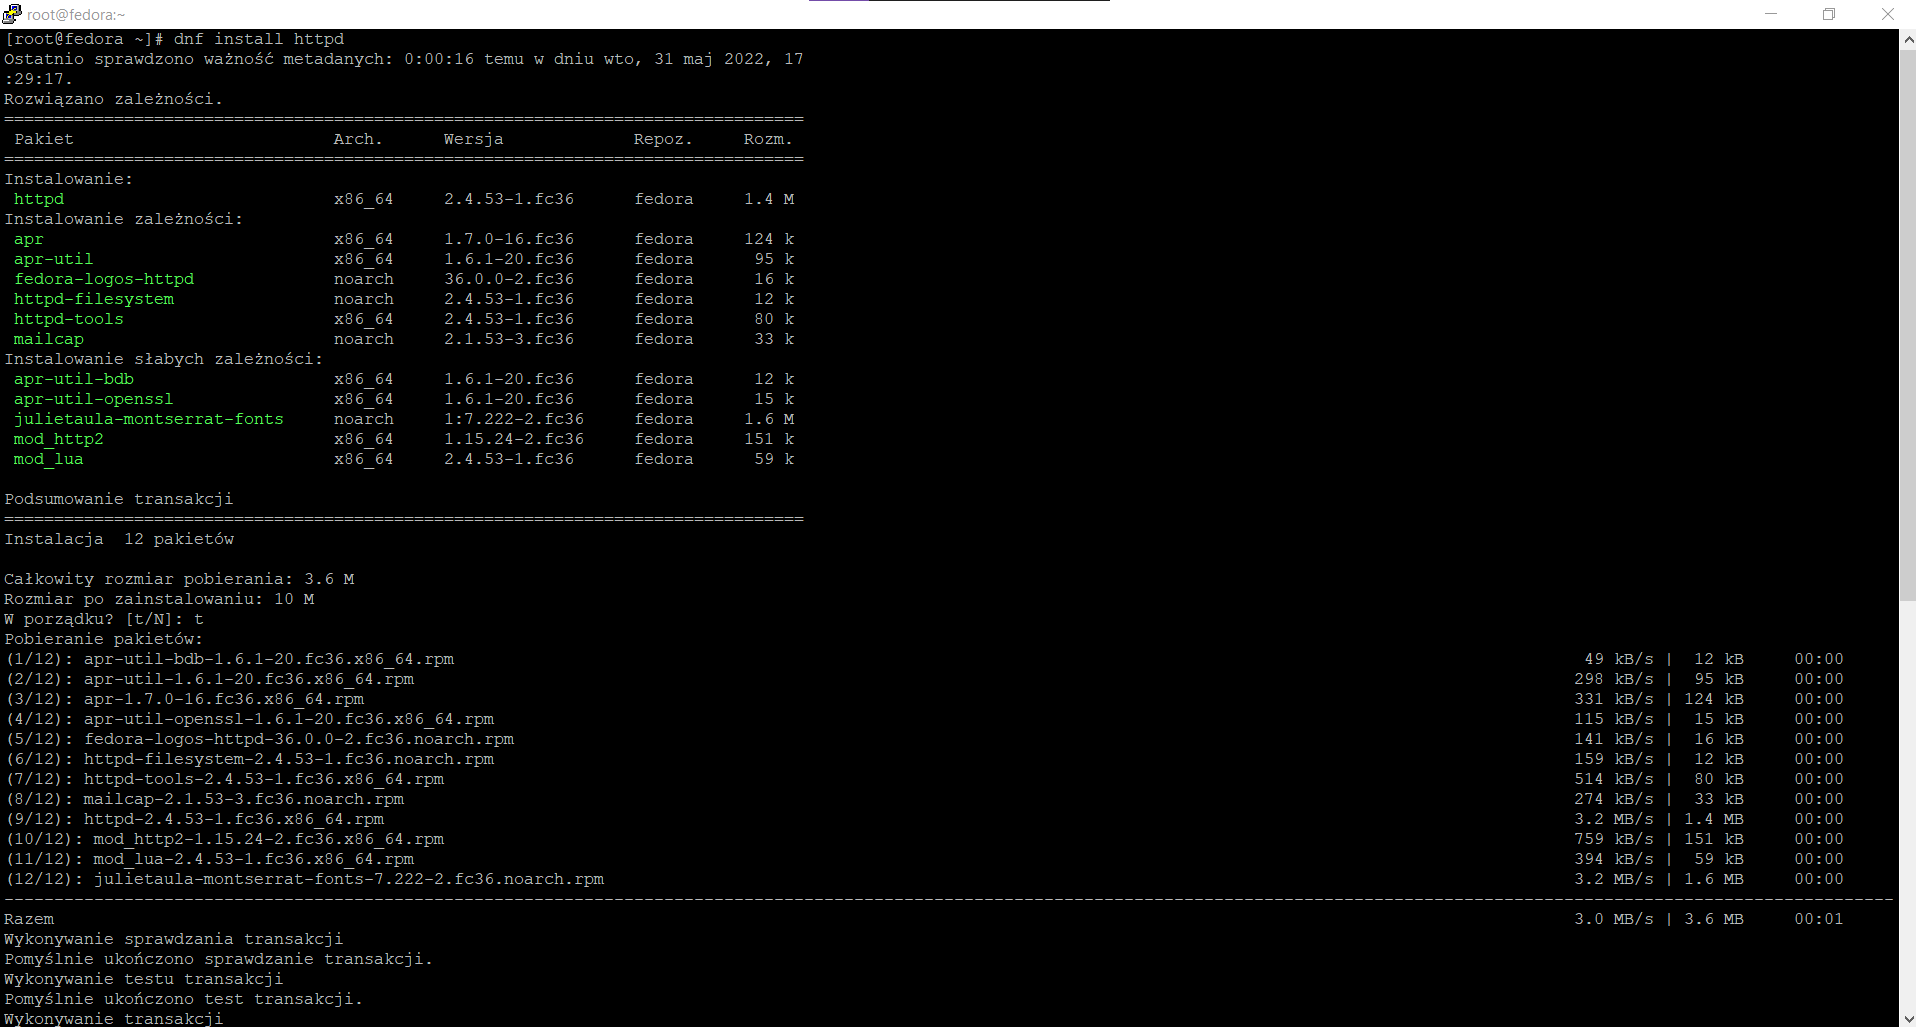 root@fedora:~
[root@fedora ~]# dnf install httpd
Ostatnio sprawdzono ważność metadanych: 0:00:16 temu w dniu wto, 31 maj 2022, 17
:29:17.
Rozwiązano zależności.
================================================================================
 Pakiet                          Arch.      Wersja             Repoz.     Rozm.
================================================================================
Instalowanie:
 httpd                           x86_64     2.4.53-1.fc36      fedora     1.4 M
Instalowanie zależności:
 apr                             x86_64     1.7.0-16.fc36      fedora     124 k
 apr-util                        x86_64     1.6.1-20.fc36      fedora      95 k
 fedora-logos-httpd              noarch     36.0.0-2.fc36      fedora      16 k
 httpd-filesystem                noarch     2.4.53-1.fc36      fedora      12 k
 httpd-tools                     x86_64     2.4.53-1.fc36      fedora      80 k
 mailcap                         noarch     2.1.53-3.fc36      fedora      33 k
Instalowanie słabych zależności:
 apr-util-bdb                    x86_64     1.6.1-20.fc36      fedora      12 k
 apr-util-openssl                x86_64     1.6.1-20.fc36      fedora      15 k
 julietaula-montserrat-fonts     noarch     1:7.222-2.fc36     fedora     1.6 M
 mod_http2                       x86_64     1.15.24-2.fc36     fedora     151 k
 mod_lua                         x86_64     2.4.53-1.fc36      fedora      59 k
Podsumowanie transakcji
================================================================================
Instalacja  12 pakietów
Całkowity rozmiar pobierania: 3.6 M
Rozmiar po zainstalowaniu: 10 M
W porządku? [t/N]: t
Pobieranie pakietów:
(1/12): apr-util-bdb-1.6.1-20.fc36.x86_64.rpm 49 kB/s | 12 kB 00:00
(2/12): apr-util-1.6.1-20.fc36.x86_64.rpm 298 kB/s | 95 kB 00:00
(3/12): apr-1.7.0-16.fc36.x86_64.rpm 331 kB/s | 124 kB 00:00
(4/12): apr-util-openssl-1.6.1-20.fc36.x86_64.rpm 115 kB/s | 15 kB 00:00
(5/12): fedora-logos-httpd-36.0.0-2.fc36.noarch.rpm 141 kB/s | 16 kB 00:00
(6/12): httpd-filesystem-2.4.53-1.fc36.noarch.rpm 159 kB/s | 12 kB 00:00
(7/12): httpd-tools-2.4.53-1.fc36.x86_64.rpm 514 kB/s | 80 kB 00:00
(8/12): mailcap-2.1.53-3.fc36.noarch.rpm 274 kB/s | 33 kB 00:00
(9/12): httpd-2.4.53-1.fc36.x86_64.rpm 3.2 MB/s | 1.4 MB 00:00
(10/12): mod_http2-1.15.24-2.fc36.x86_64.rpm 759 kB/s | 151 kB 00:00
(11/12): mod_lua-2.4.53-1.fc36.x86_64.rpm 394 kB/s | 59 kB 00:00
(12/12): julietaula-montserrat-fonts-7.222-2.fc36.noarch.rpm 3.2 MB/s | 1.6 MB 00:00
--------------------------------------------------------------------------------
Razem 3.0 MB/s | 3.6 MB 00:01
Wykonywanie sprawdzania transakcji
Pomyślnie ukończono sprawdzanie transakcji.
Wykonywanie testu transakcji
Pomyślnie ukończono test transakcji.
Wykonywanie transakcji